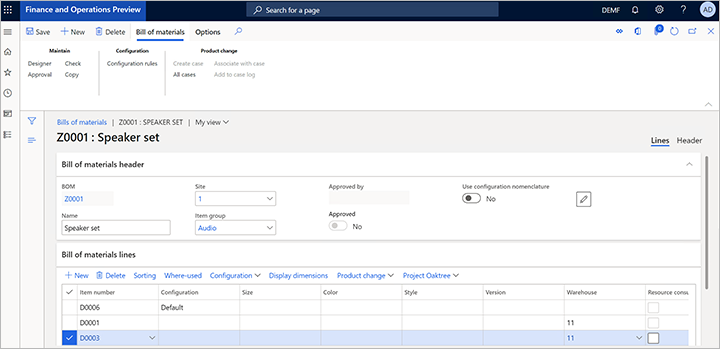 Finance and Operations Preview
Search for a page
DEMF
?
AD
Save
New
Delete
Bill of materials
Options
0
Maintain
Configuration
Product change
Designer
Check
Configuration rules
Create case
Associate with case
Approval
Copy
All cases
Add to case log
Bills of materials | Z0001 : SPEAKER SET | My view
Z0001 : Speaker set
Lines
Header
Bill of materials header
BOM
Site
Approved by
Use configuration nomenclature
Z0001
1
No
Name
Item group
Approved
Speaker set
Audio
No
Bill of materials lines
New
Delete
Sorting
Where-used
Configuration
Display dimensions
Product change
Project Oaktree
Item number
Configuration
Size
Color
Style
Version
Warehouse
Resource consu
D0006
Default
D0001
11
D0003
11